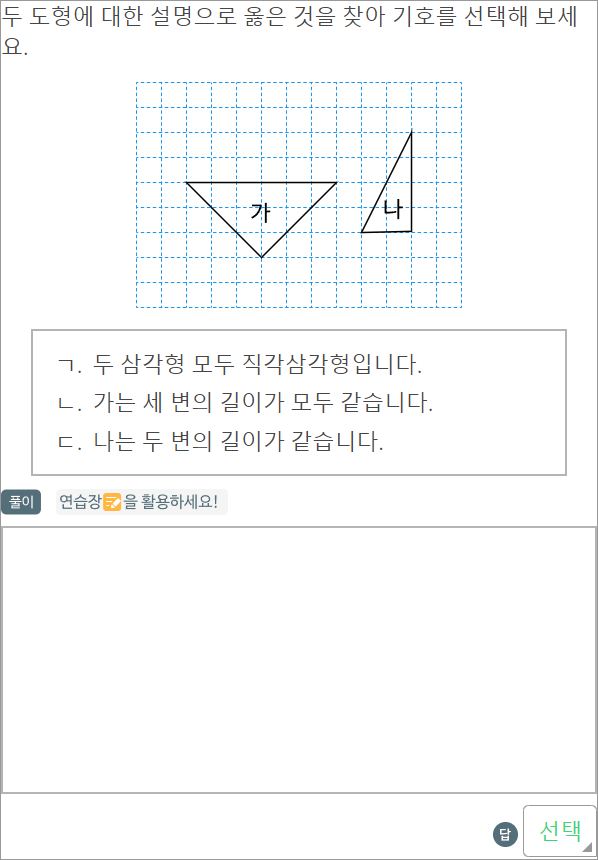 두 도형에 대한 설명으로 옳은 것을 찾아 기호를 선택해 보세
요.
가
나
ㄱ. 두 삼각형 모두 직각삼각형입니다.
ㄴ. 가는 세 변의 길이가 모두 같습니다.
ㄷ. 나는 두 변의 길이가 같습니다.
풀이 연습장을 활용하세요!
답 선택